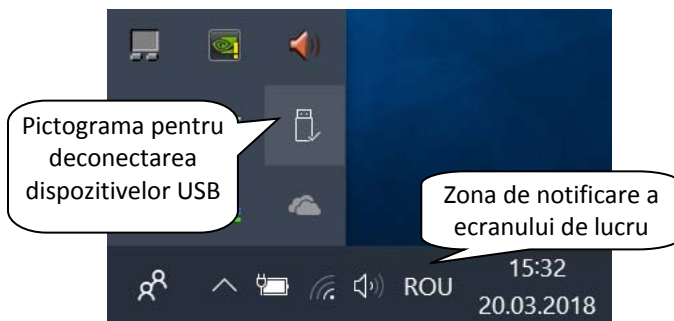 Pictograma pentru
deconectarea
dispozitivelor USB
Zona de notificare a
ecranului de lucru
ROU
15:32
20.03.2018